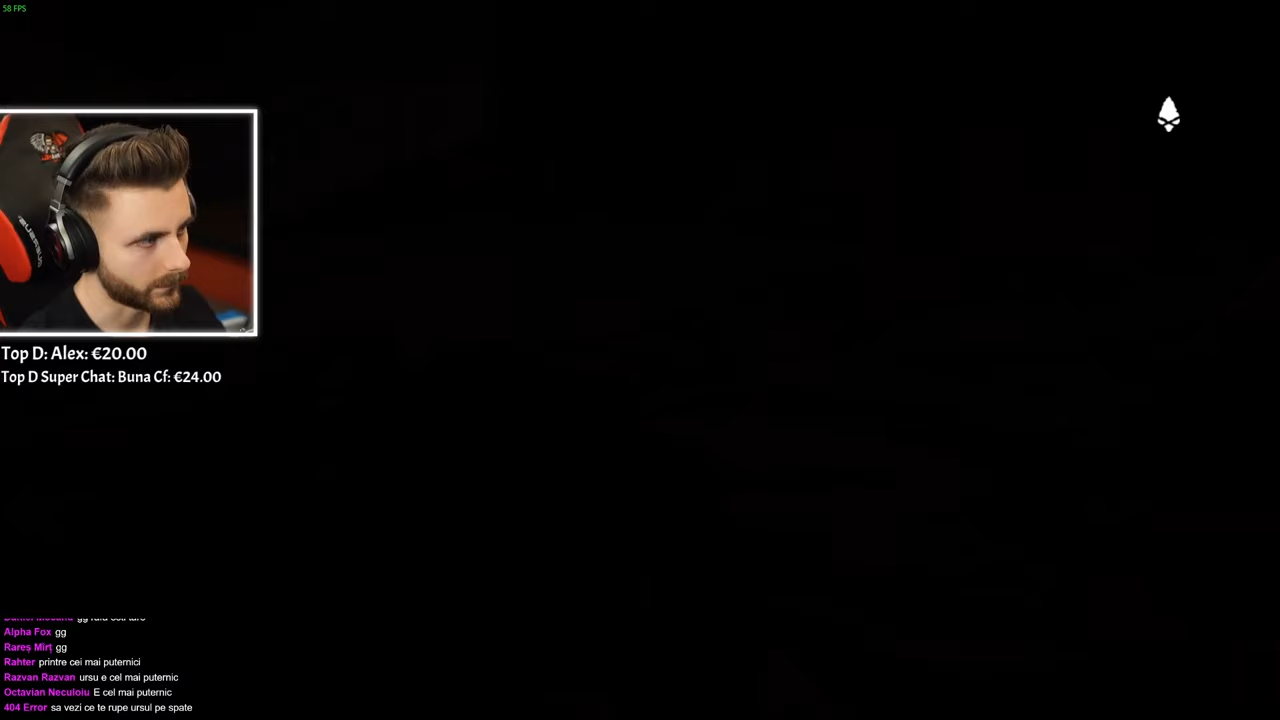 58 FPS
Top D: Alex: €20.00
Top D Super Chat: Buna Cf: €24.00
Alpha Fox gg
Rareș Mîrț gg
Rahter printre cei mai puternici
Razvan Razvan ursu e cel mai puternic
Octavian Neculoiu E cel mai puternic
404 Error sa vezi ce te rupe ursul pe spate